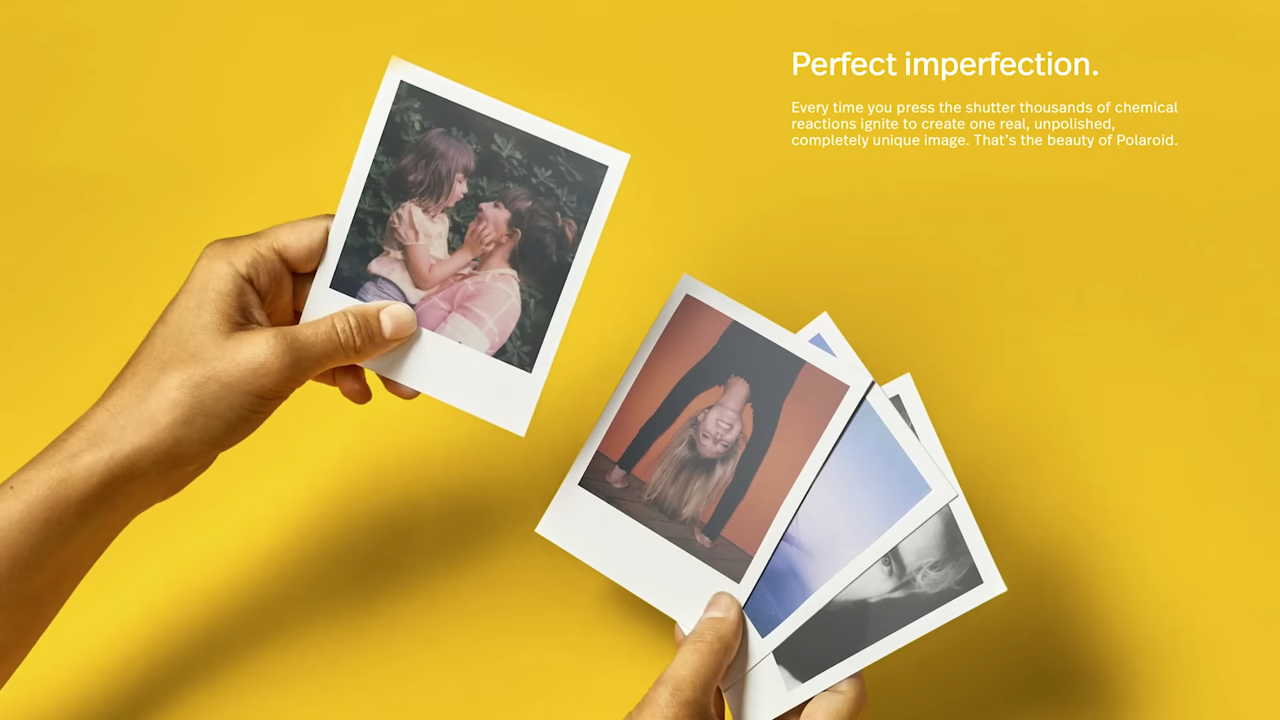 Perfect imperfection.
Every time you press the shutter thousands of chemical
reactions ignite to create one real, unpolished,
completely unique image. That's the beauty of Polaroid.